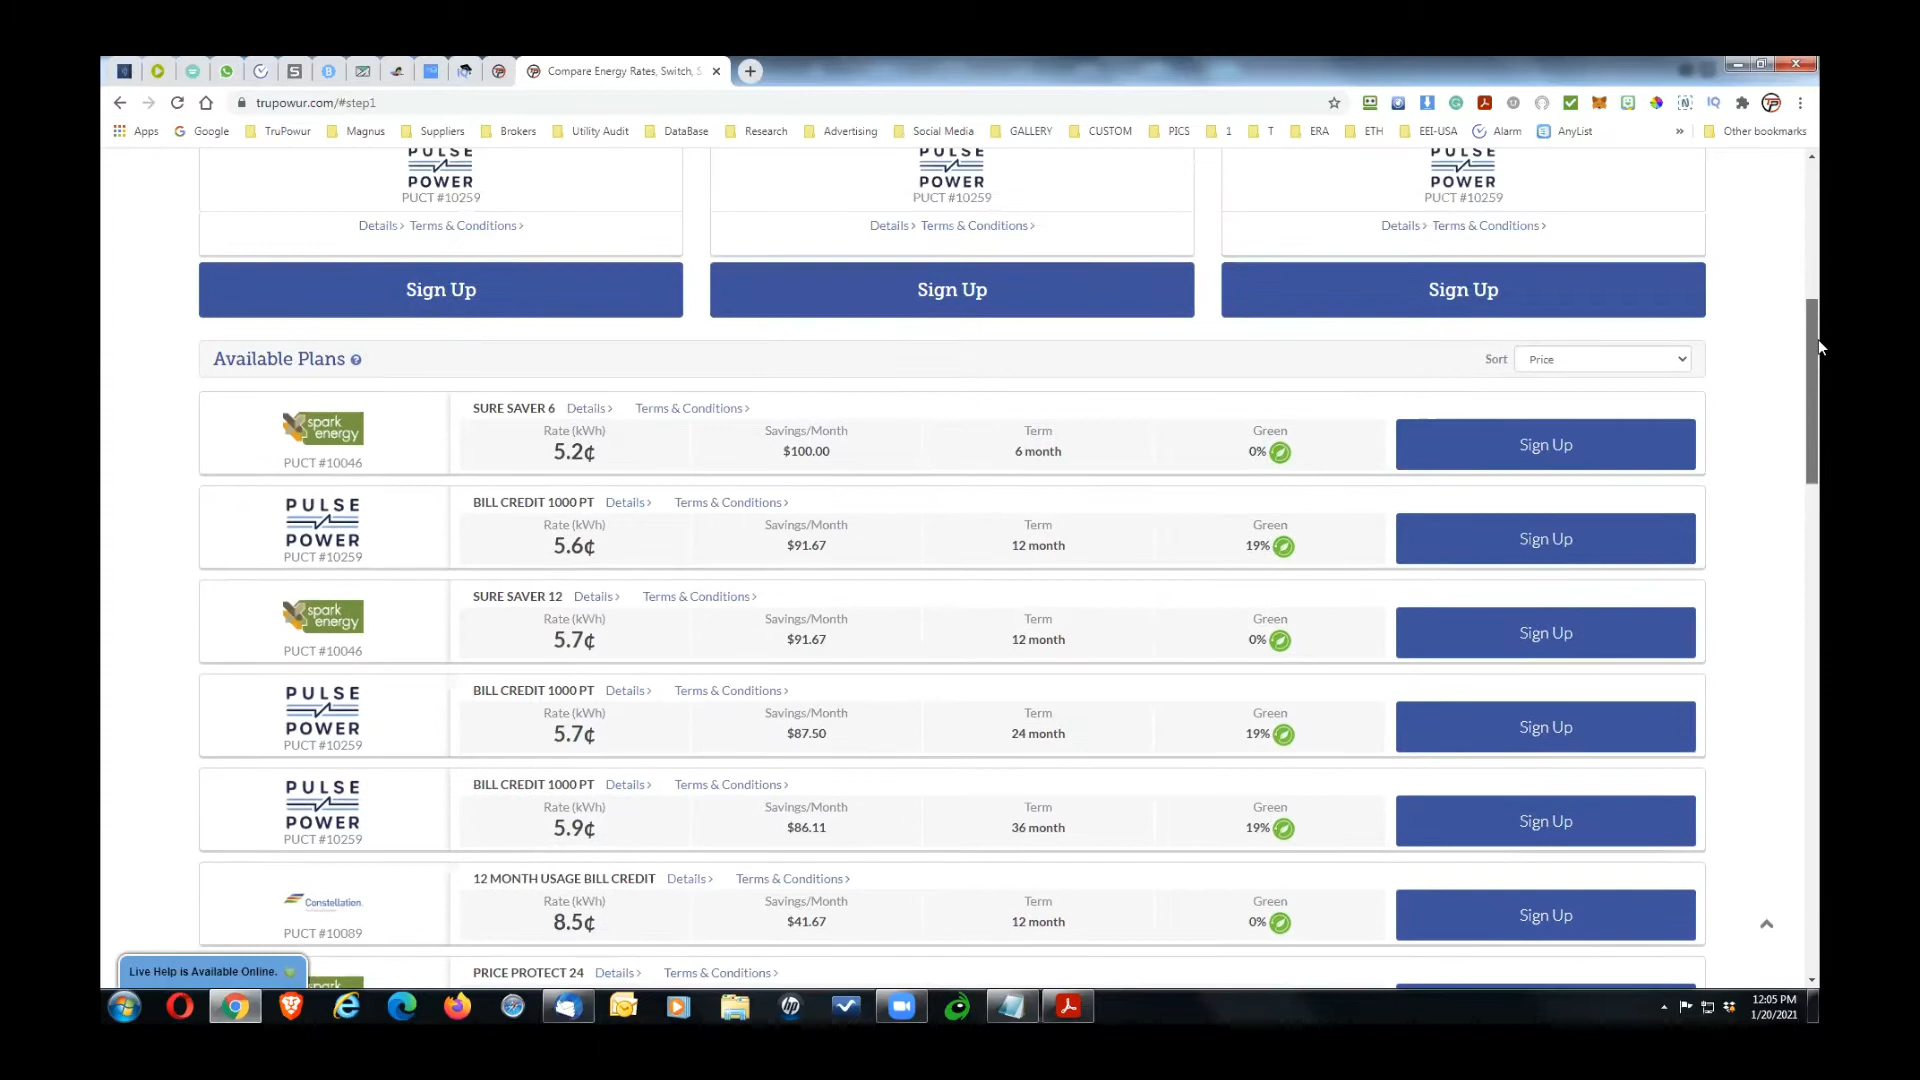 Compare Energy Rates, Switch, S
trupowur.com/#step1
Apps Google TruPowur Magnus Suppliers Brokers Utility Audit DataBase Research Advertising Social Media GALLERY CUSTOM PICS 1 T ERA ETH EEI-USA Alarm AnyList » Other bookmarks
PULSE POWER PULSE POWER PULSE POWER
PUCT #10259 PUCT #10259 PUCT #10259
Details > Terms & Conditions > Details > Terms & Conditions > Details > Terms & Conditions >
Sign Up Sign Up Sign Up
Available Plans ? Sort Price
spark energy
PUCT #10046
SURE SAVER 6 Details > Terms & Conditions >
Rate (kWh) Savings/Month Term Green
5.2¢ $100.00 6 month 0% Sign Up
PULSE POWER
PUCT #10259
BILL CREDIT 1000 PT Details > Terms & Conditions >
Rate (kWh) Savings/Month Term Green
5.6¢ $91.67 12 month 19% Sign Up
spark energy
PUCT #10046
SURE SAVER 12 Details > Terms & Conditions >
Rate (kWh) Savings/Month Term Green
5.7¢ $91.67 12 month 0% Sign Up
PULSE POWER
PUCT #10259
BILL CREDIT 1000 PT Details > Terms & Conditions >
Rate (kWh) Savings/Month Term Green
5.7¢ $87.50 24 month 19% Sign Up
PULSE POWER
PUCT #10259
BILL CREDIT 1000 PT Details > Terms & Conditions >
Rate (kWh) Savings/Month Term Green
5.9¢ $86.11 36 month 19% Sign Up
Constellation.
PUCT #10089
12 MONTH USAGE BILL CREDIT Details > Terms & Conditions >
Rate (kWh) Savings/Month Term Green
8.5¢ $41.67 12 month 0% Sign Up
PRICE PROTECT 24 Details > Terms & Conditions >
Live Help is Available Online.
spark
12:05 PM
1/20/2021